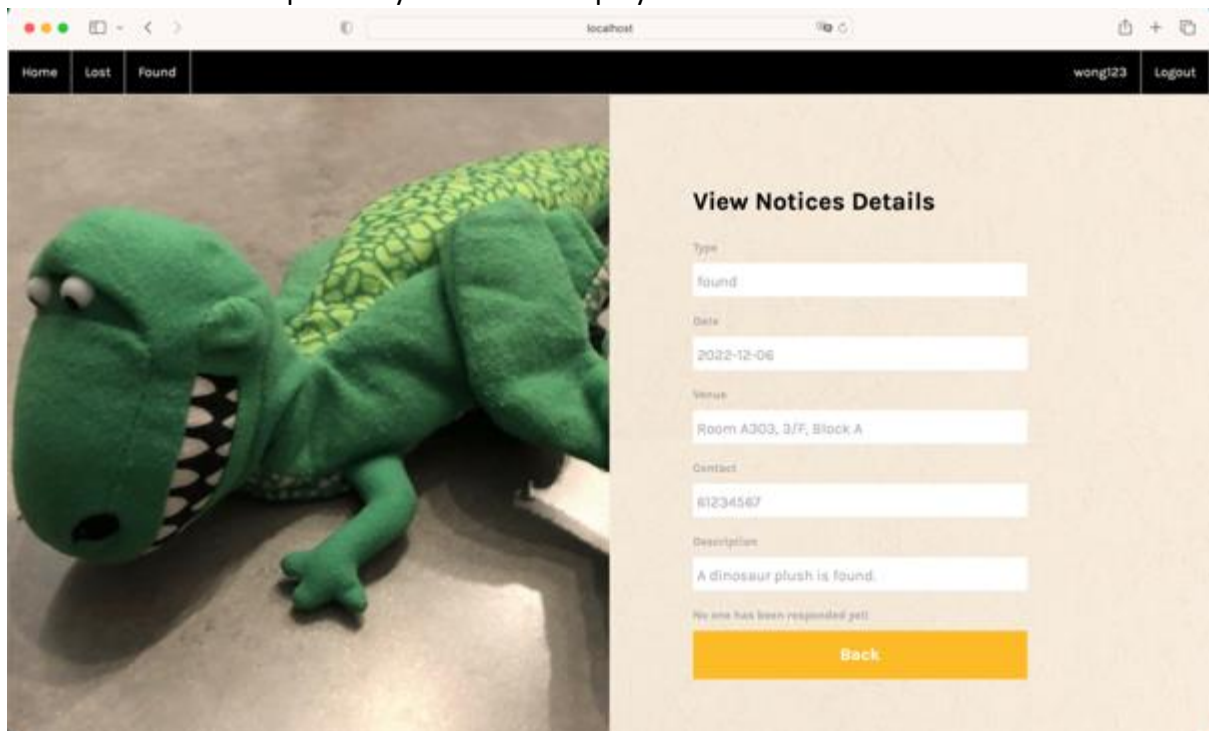 localhost
Home Lost Found wong123 Logout
View Notices Details
Type
found
Date
2022-12-06
Venue
Room A303, 3/F, Block A
Contact
61234567
Description
A dinosaur plush is found.
No one has been responded yet!
Back